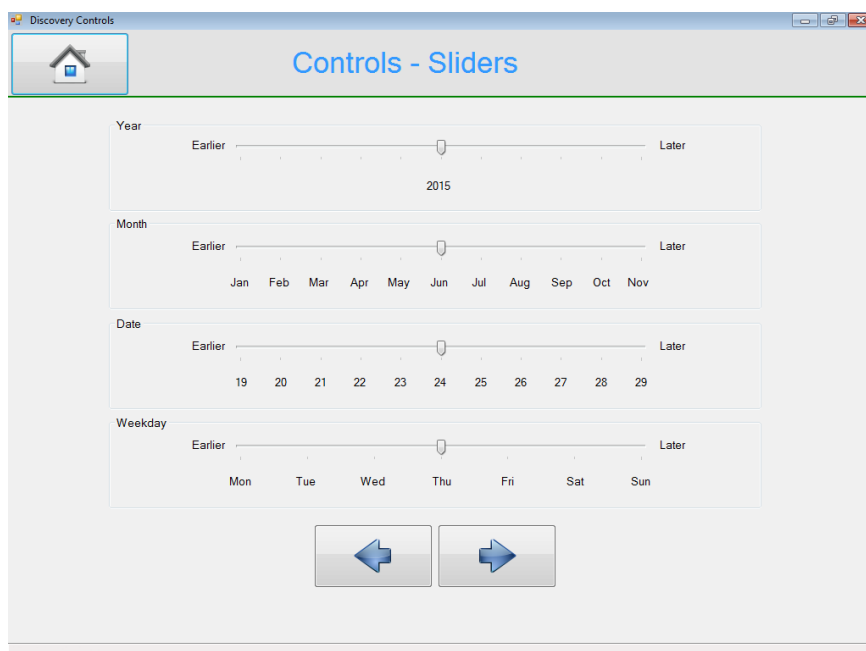 Discovery Controls
Controls - Sliders
Year
Earlier Later
2015
Month
Earlier Later
Jan Feb Mar Apr May Jun Jul Aug Sep Oct Nov
Date
Earlier Later
19 20 21 22 23 24 25 26 27 28 29
Weekday
Earlier Later
Mon Tue Wed Thu Fri Sat Sun